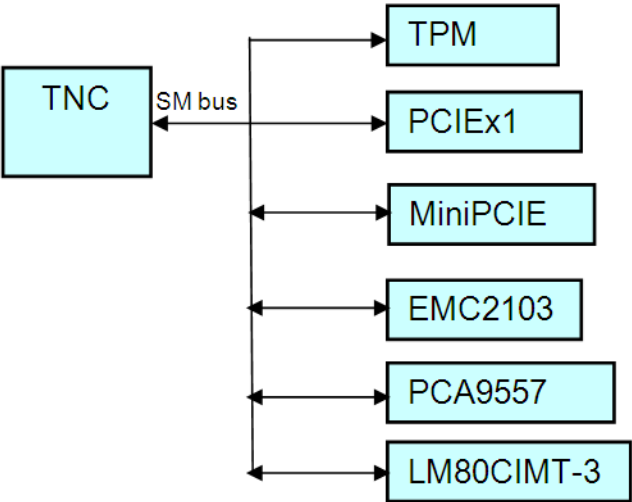 TPM
TNC
SM bus
PCIEx1
MiniPCIE
EMC2103
PCA9557
LM80CIMT-3